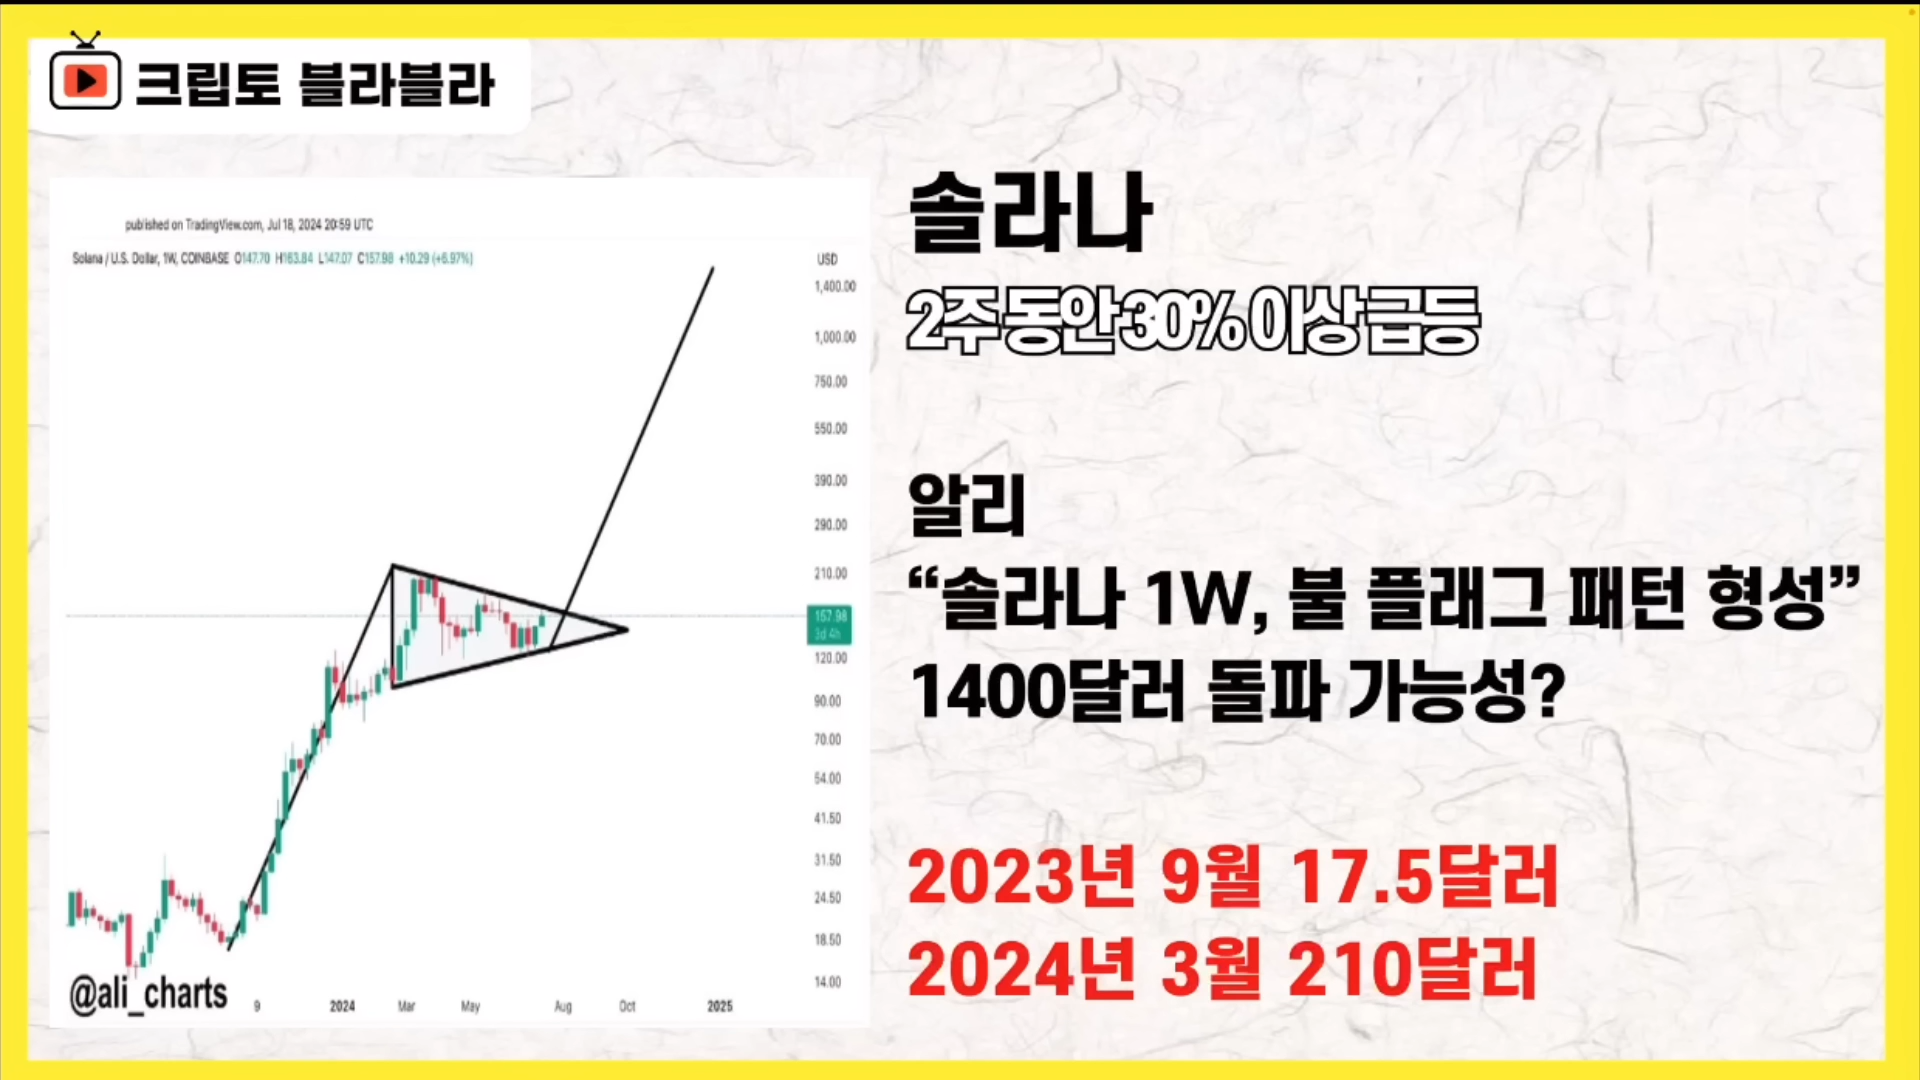 크립토 블라블라
published on TradingView.com, Jul 18, 2024 20:59 UTC
Solana / U.S. Dollar, 1W, COINBASE O147.70 H163.84 L147.07 C157.98 +10.29 (+6.97%)
USD
1,400.00
1,000.00
750.00
550.00
390.00
290.00
210.00
157.98
3d 4h
120.00
90.00
70.00
54.00
41.50
31.50
24.50
18.50
14.00
@ali_charts
9 2024 Mar May Aug Oct 2025
솔라나
2주 동안 30% 이상 급등
알리
“솔라나 1W, 불 플래그 패턴 형성”
1400달러 돌파 가능성?
2023년 9월 17.5달러
2024년 3월 210달러